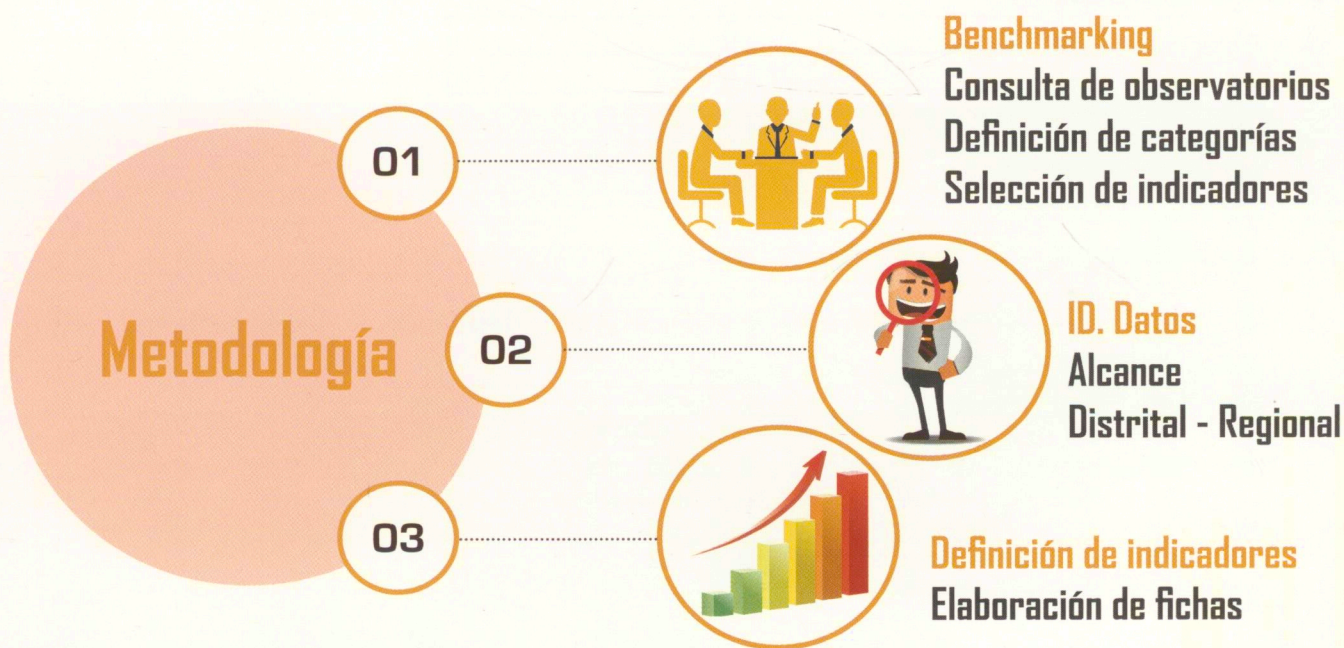 Metodología
01
Benchmarking
Consulta de observatorios
Definición de categorías
Selección de indicadores
02
ID. Datos
Alcance
Distrital - Regional
03
Definición de indicadores
Elaboración de fichas